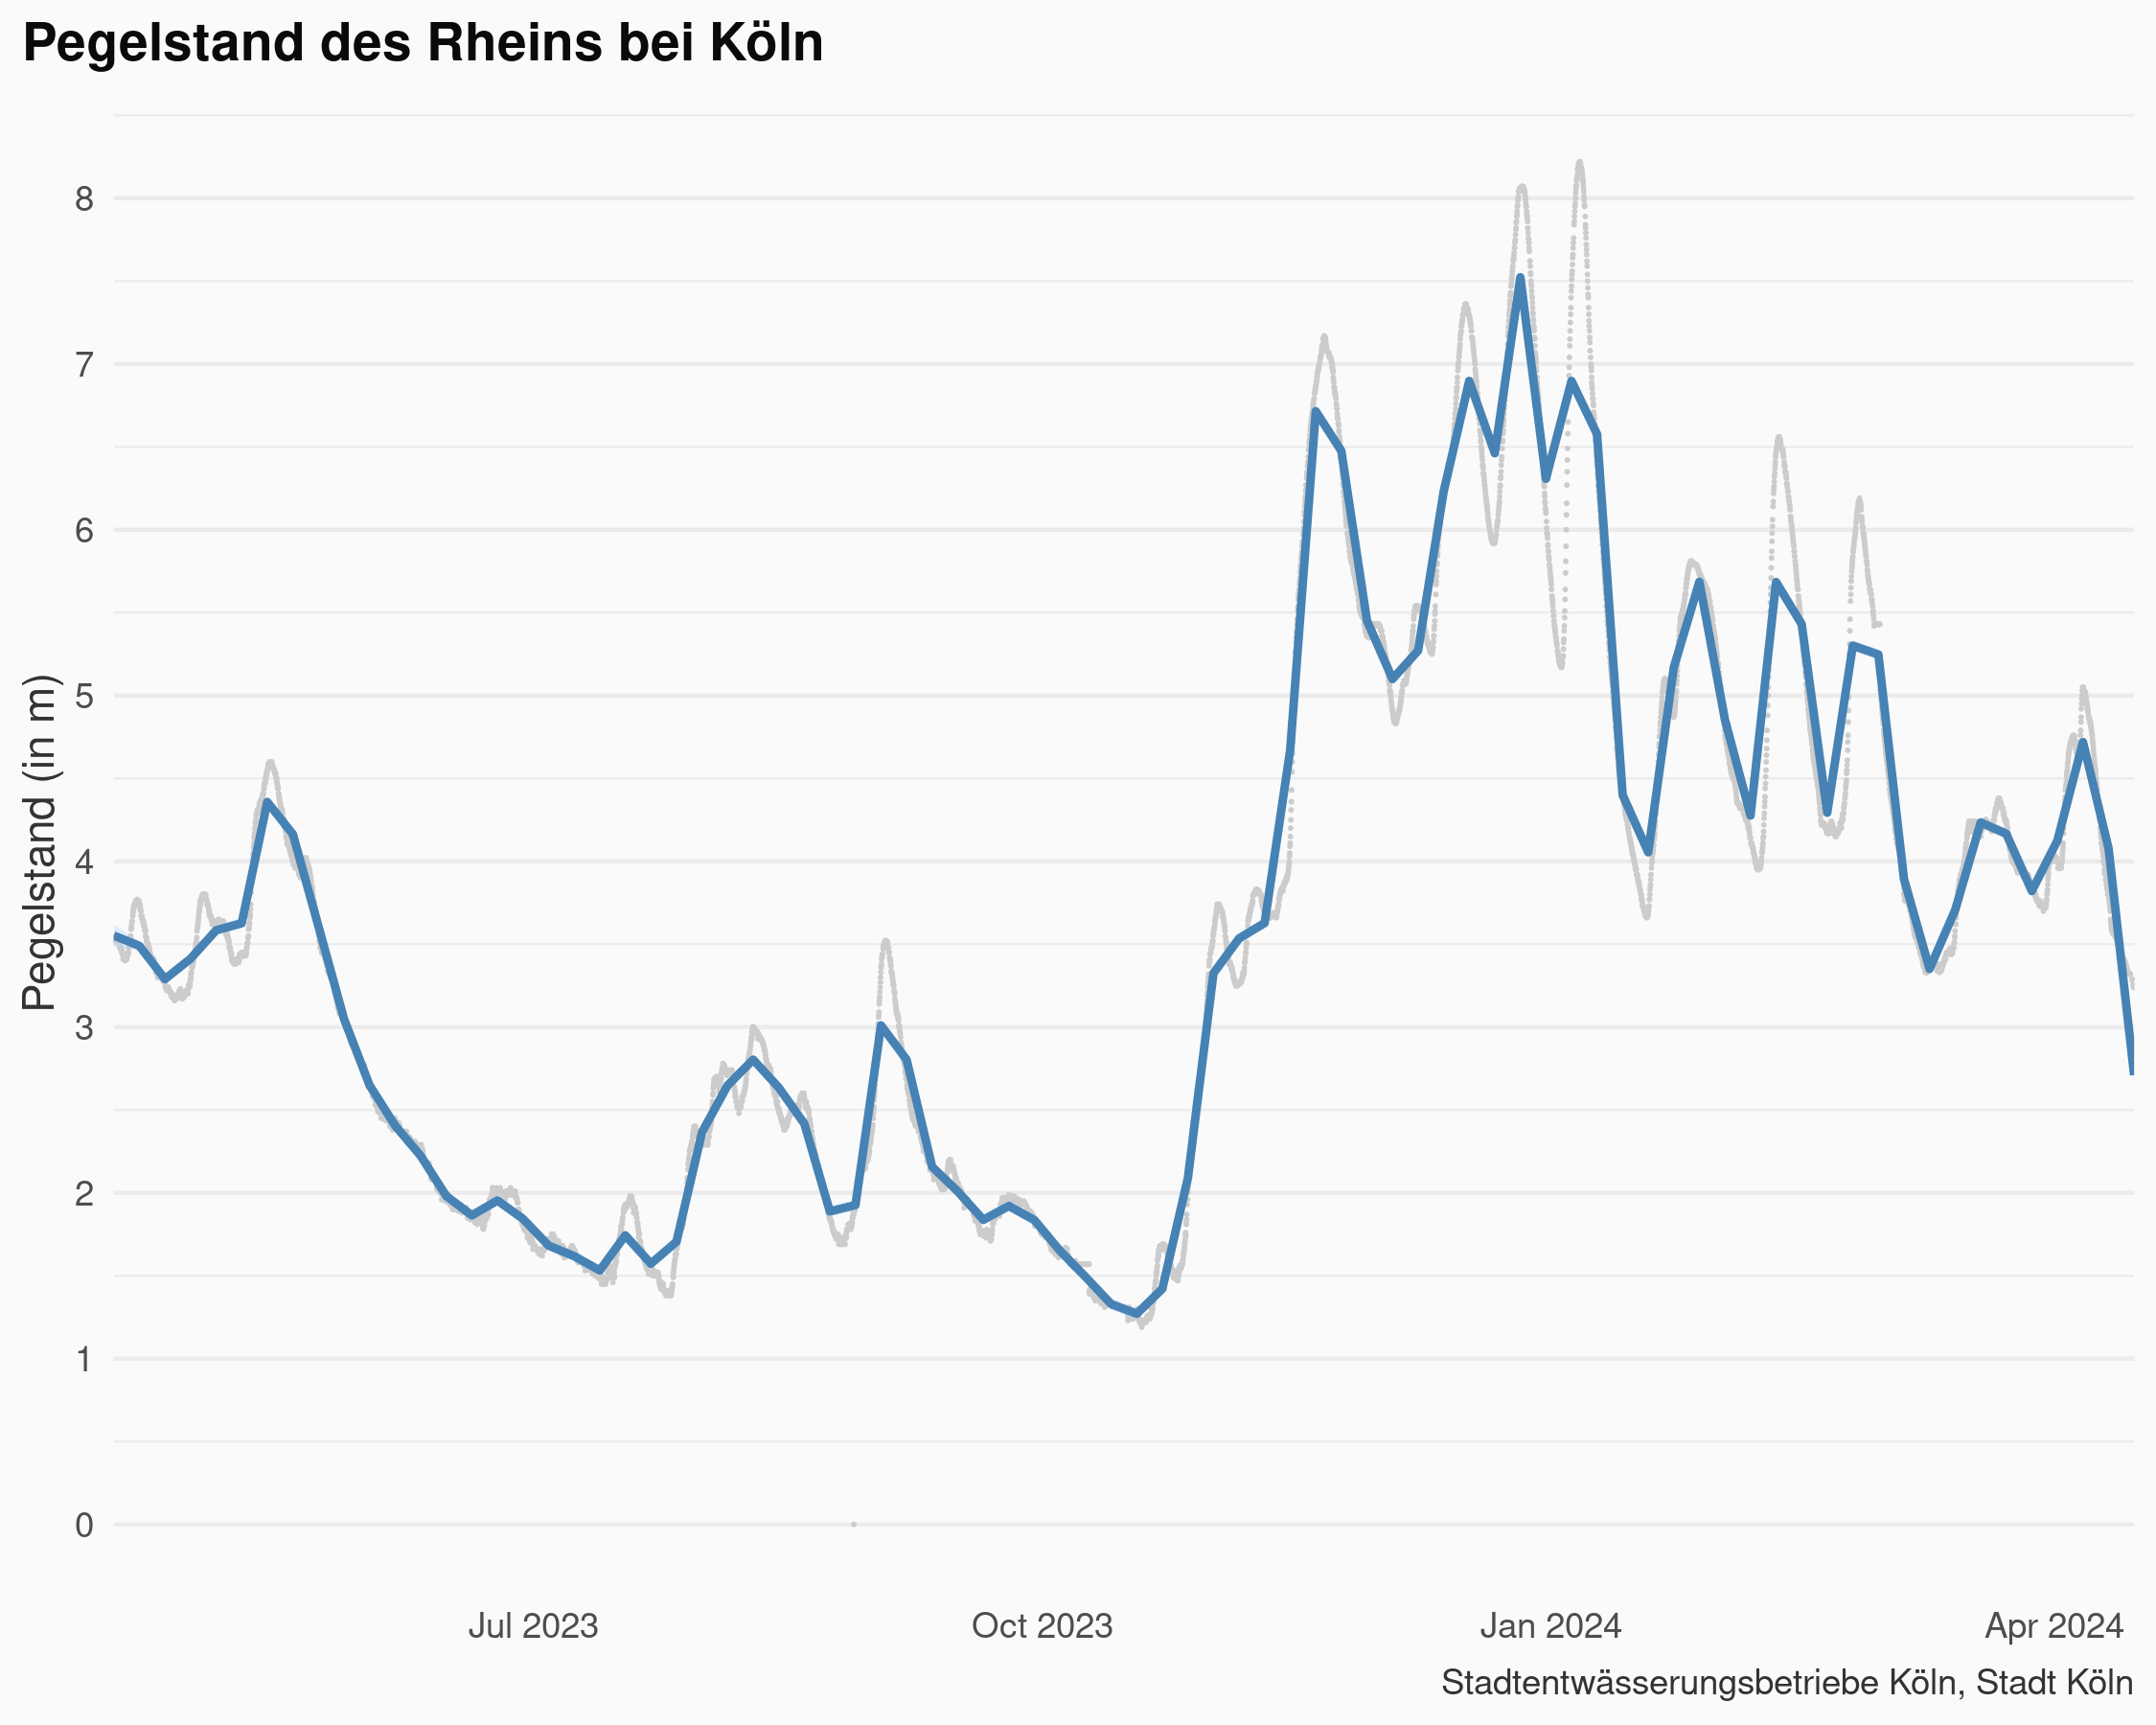 Pegelstand des Rheins bei Köln
Pegelstand (in m)
8
7
6
5
4
3
2
1
0
Jul 2023 Oct 2023 Jan 2024 Apr 2024
Stadtentwässerungsbetriebe Köln, Stadt Köln